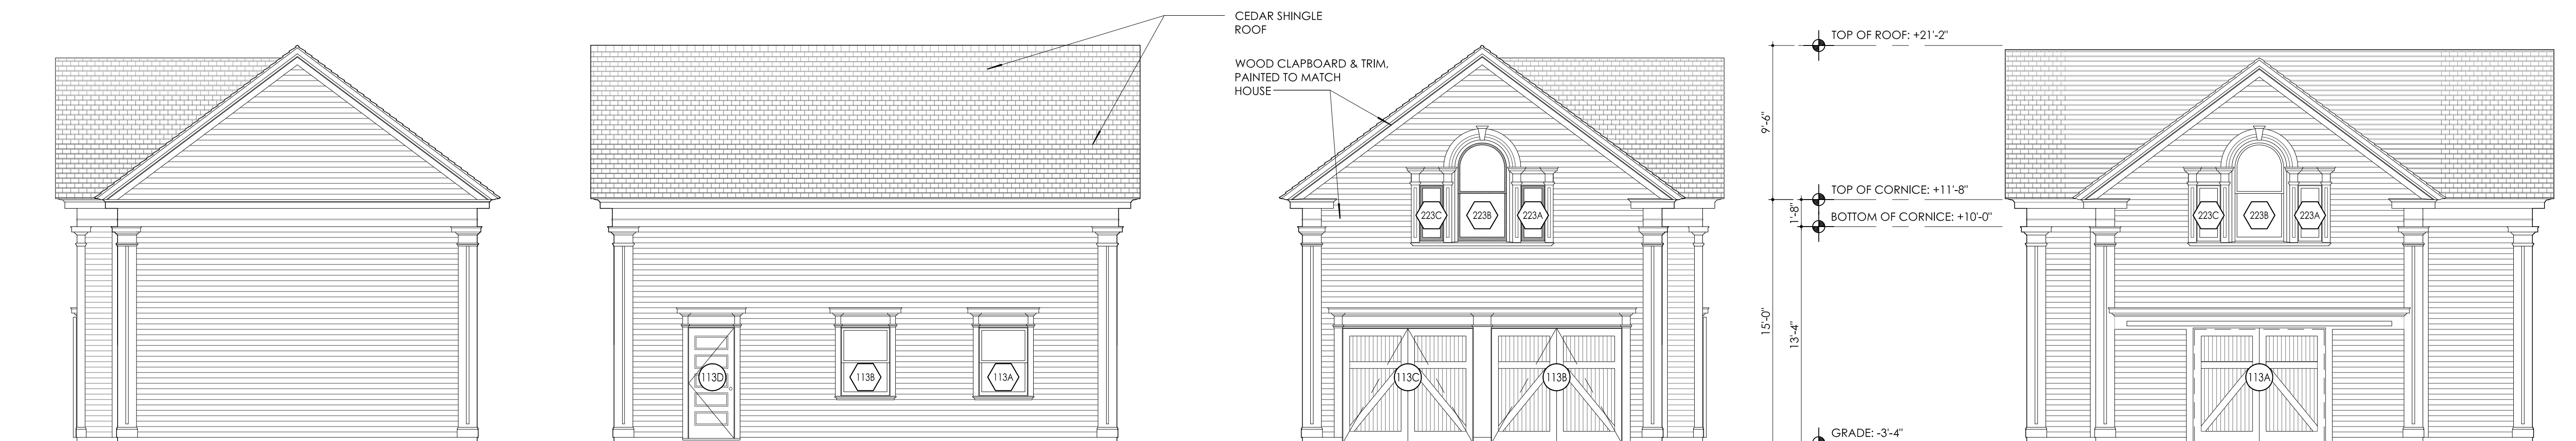 CEDAR SHINGLE
ROOF
WOOD CLAPBOARD & TRIM,
PAINTED TO MATCH
HOUSE
TOP OF ROOF: +21'-2"
9'-6"
TOP OF CORNICE: +11'-8"
1'-8"
BOTTOM OF CORNICE: +10'-0"
15'-0"
13'-4"
GRADE: -3'-4"
113D
113B
113A
223C
223B
223A
113C
113B
223C
223B
223A
113A